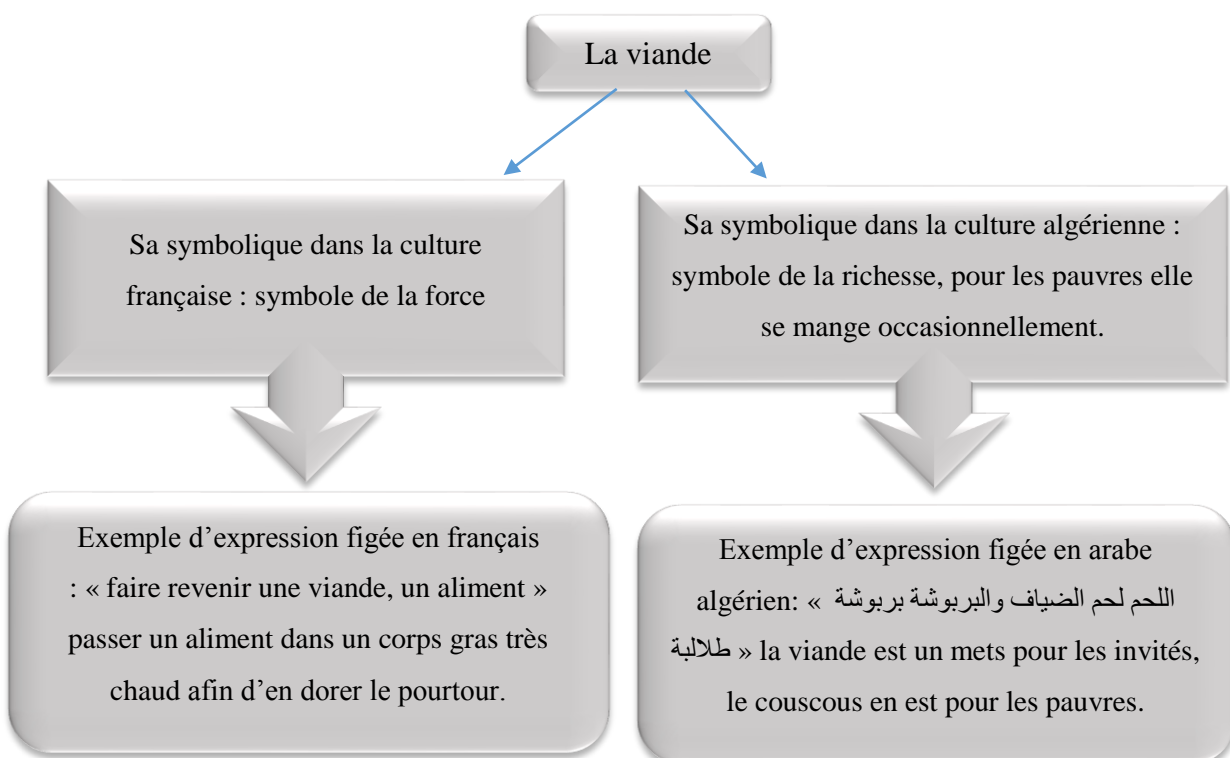 La viande
Sa symbolique dans la culture
française : symbole de la force
Sa symbolique dans la culture algérienne :
symbole de la richesse, pour les pauvres elle
se mange occasionnellement.
Exemple d’expression figée en français
: « faire revenir une viande, un aliment »
passer un aliment dans un corps gras très
chaud afin d’en dorer le pourtour.
Exemple d’expression figée en arabe
algérien: « اللحم لحم الضياف والبربوشة بربوشة
طلالبة » la viande est un mets pour les invités,
le couscous en est pour les pauvres.